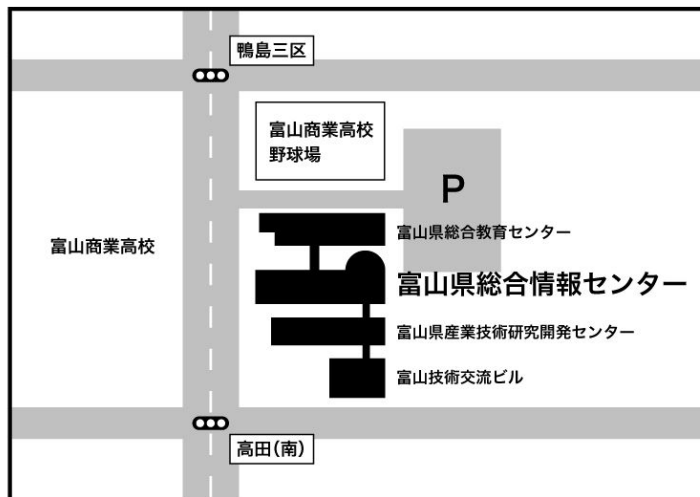 鴨島三区
富山商業高校
野球場
P
富山県総合教育センター
富山商業高校
富山県総合情報センター
富山県産業技術研究開発センター
富山技術交流ビル
高田(南)